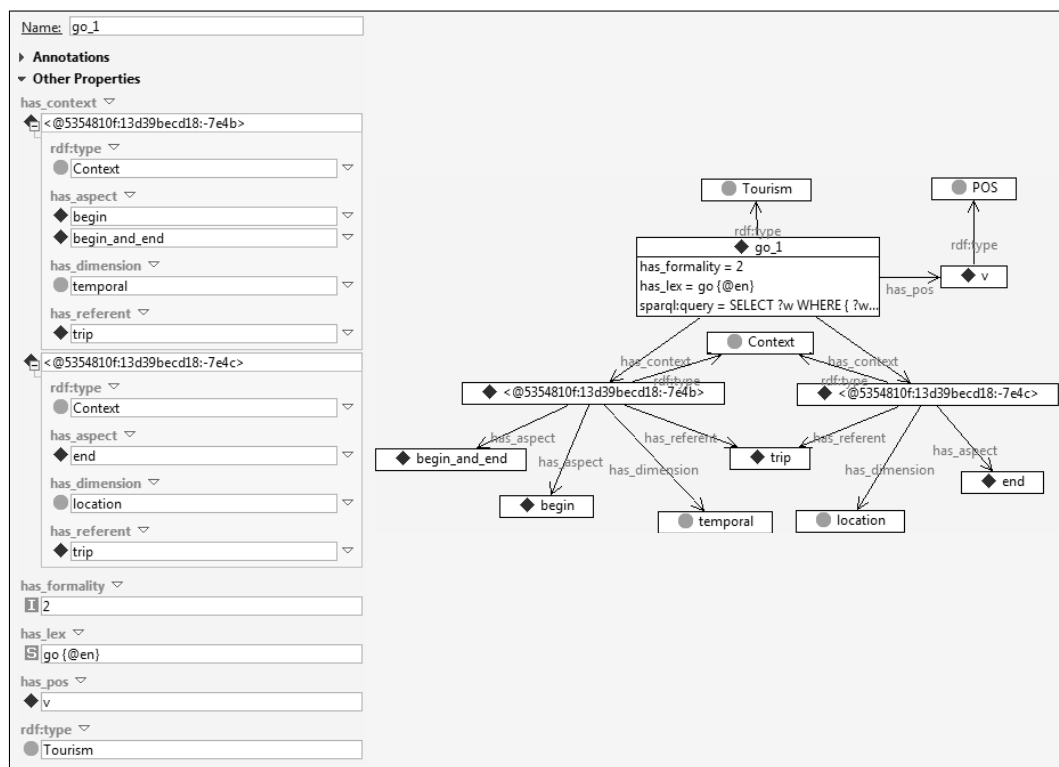 Name: go_1
Annotations
Other Properties
has_context
<@5354810f:13d39becd18:-7e4b>
rdf:type
Context
has_aspect
begin
begin_and_end
has_dimension
temporal
has_referent
trip
<@5354810f:13d39becd18:-7e4c>
rdf:type
Context
has_aspect
end
has_dimension
location
has_referent
trip
has_formality
I 2
has_lex
S go {@en}
has_pos
v
rdf:type
Tourism
Tourism
POS
rdf:type
rdf:type
go_1
has_formality = 2
has_lex = go {@en}
sparql:query = SELECT ?w WHERE { ?w...
has_pos
v
Context
has_context
has_context
rdf:type
rdf:type
<@5354810f:13d39becd18:-7e4b>
<@5354810f:13d39becd18:-7e4c>
has_aspect
has_referent
has_referent
has_aspect
begin_and_end
trip
has_aspect
has_dimension
has_dimension
end
begin
temporal
location